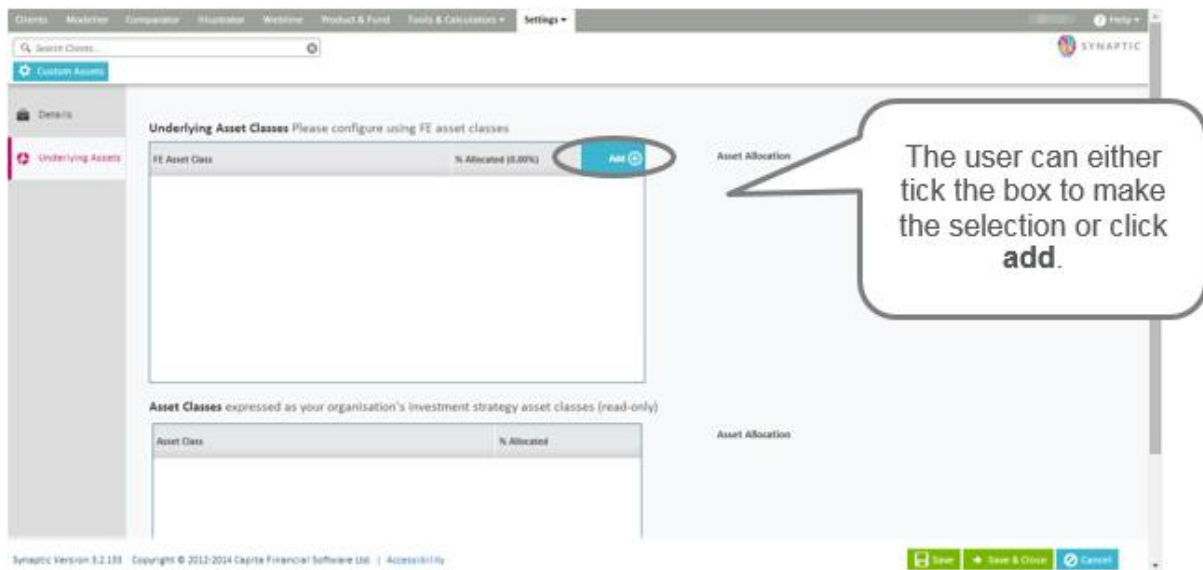 Clients Modeller Comparator Illustrator Webline Product & Fund Tools & Calculators Settings Help
Search Clients...
SYNAPTIC
Custom Assets
Details
Underlying Assets
Underlying Asset Classes Please configure using FE asset classes
FE Asset Class % Allocated (0.00%) Add
Asset Allocation
The user can either
tick the box to make
the selection or click
add.
Asset Classes expressed as your organisation's investment strategy asset classes (read-only)
Asset Class % Allocated
Asset Allocation
Synaptic Version 3.2.133 Copyright © 2012-2014 Capita Financial Software Ltd | Accessibility
Save Save & Close Cancel